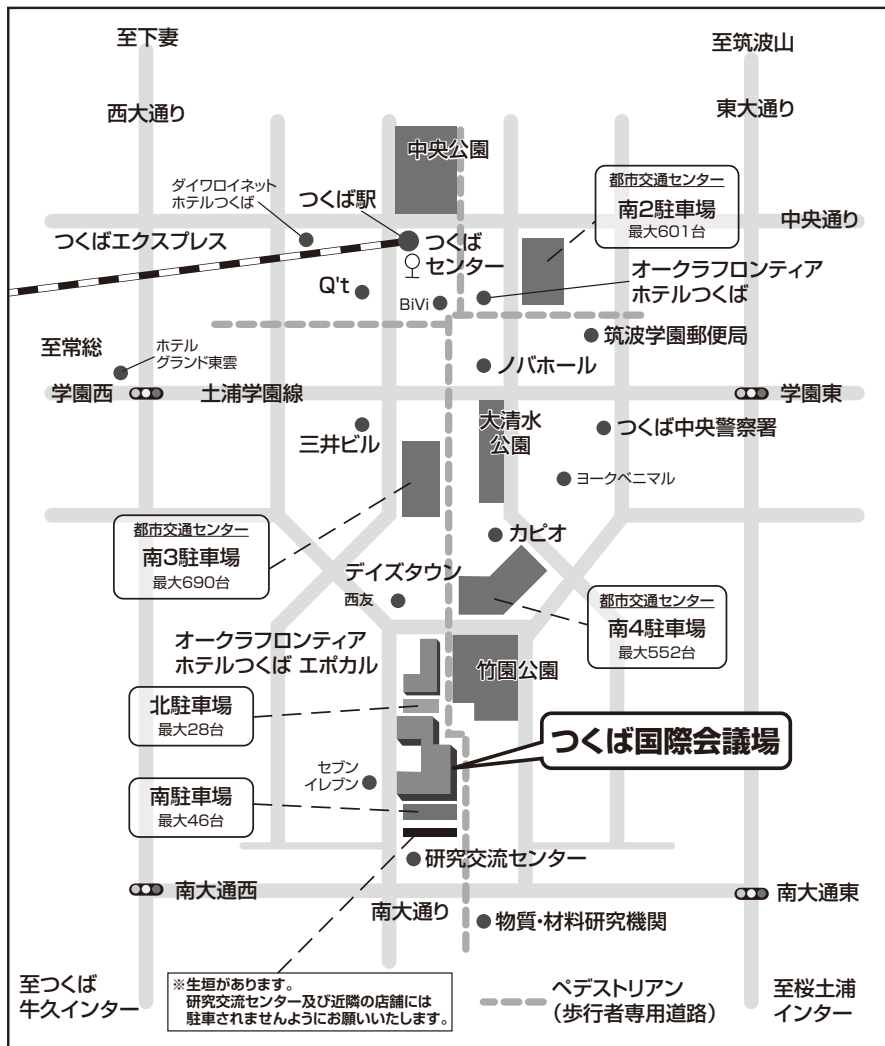 至下妻
至筑波山
西大通り
東大通り
中央公園
都市交通センター
南2駐車場
最大601台
ダイワロイネット
ホテルつくば
つくば駅
中央通り
つくばエクスプレス
つくば
センター
オークラフロンティア
ホテルつくば
Q't
BiVi
筑波学園郵便局
至常総
ホテル
グランド東雲
ノバホール
学園西
土浦学園線
学園東
大清水
公園
三井ビル
つくば中央警察署
ヨークベニマル
都市交通センター
南3駐車場
最大690台
カピオ
デイズタウン
西友
都市交通センター
南4駐車場
最大552台
オークラフロンティア
ホテルつくば エポカル
竹園公園
北駐車場
最大28台
つくば国際会議場
セブン
イレブン
南駐車場
最大46台
研究交流センター
南大通西
南大通東
南大通り
物質・材料研究機関
至つくば
牛久インター
※生垣があります。
研究交流センター及び近隣の店舗には
駐車されませんようにお願いいたします。
ペデストリアン
（歩行者専用道路）
至桜土浦
インター